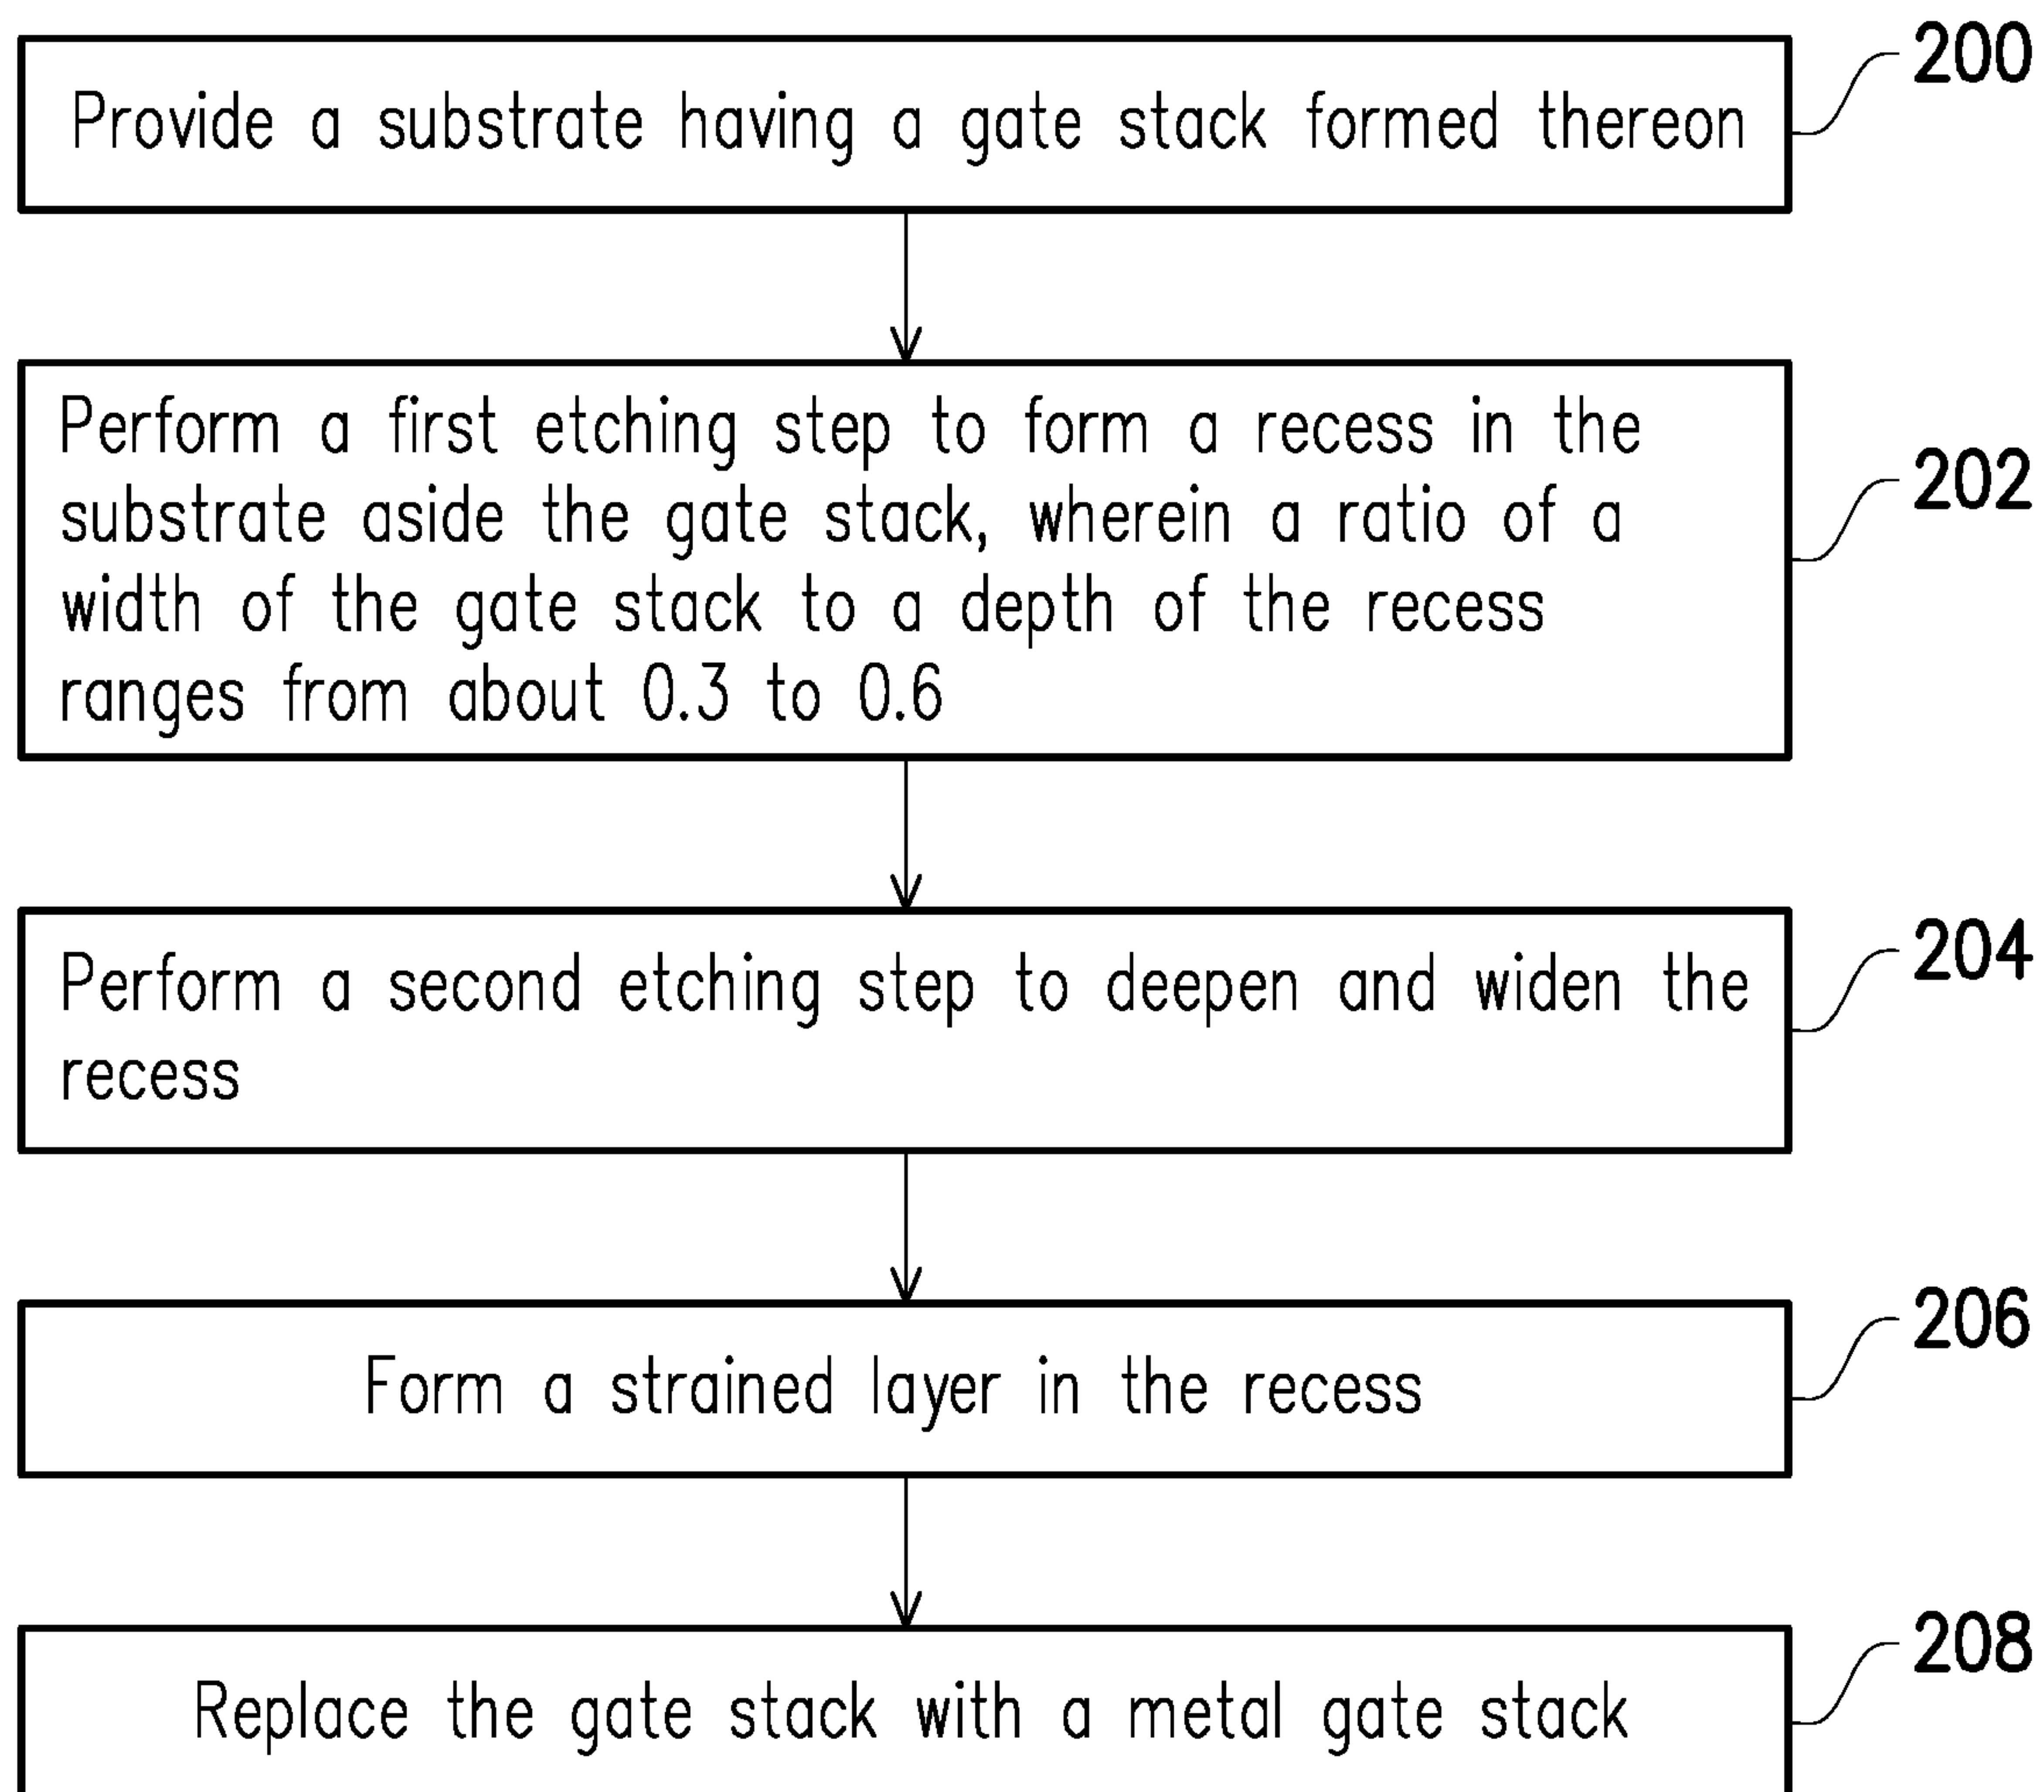 200
Provide a substrate having a gate stack formed thereon
202
Perform a first etching step to form a recess in the
substrate aside the gate stack, wherein a ratio of a
width of the gate stack to a depth of the recess
ranges from about 0.3 to 0.6
204
Perform a second etching step to deepen and widen the
recess
206
Form a strained layer in the recess
208
Replace the gate stack with a metal gate stack